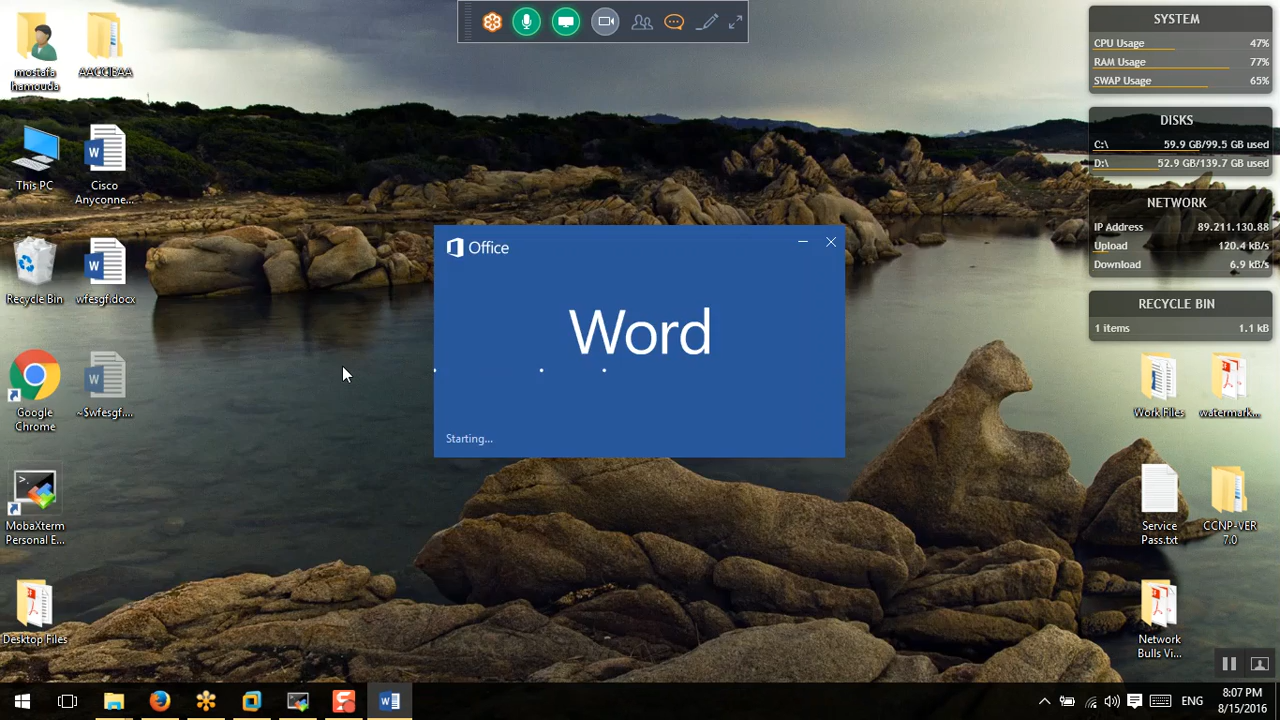 mostafa
hamouda
AACCIEAA
This PC
Cisco
Anyconne...
Recycle Bin
wfesgf.docx
Google
Chrome
~$wfesgf....
MobaXterm
Personal E...
Desktop Files
Office
Word
Starting...
SYSTEM
CPU Usage 47%
RAM Usage 77%
SWAP Usage 65%
DISKS
C:\ 59.9 GB/99.5 GB used
D:\ 52.9 GB/139.7 GB used
NETWORK
IP Address 89.211.130.88
Upload 120.4 kB/s
Download 6.9 kB/s
RECYCLE BIN
1 items 1.1 kB
Work Files
watermark...
Service
Pass.txt
CCNP-VER
7.0
Network
Bulls Vi...
ENG
8:07 PM
8/15/2016